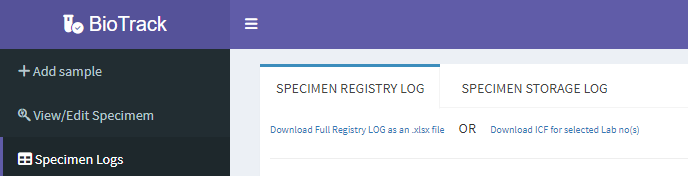 BioTrack
+ Add sample
View/Edit Specimem
Specimen Logs
SPECIMEN REGISTRY LOG SPECIMEN STORAGE LOG
Download Full Registry LOG as an .xlsx file OR Download ICF for selected Lab no(s)